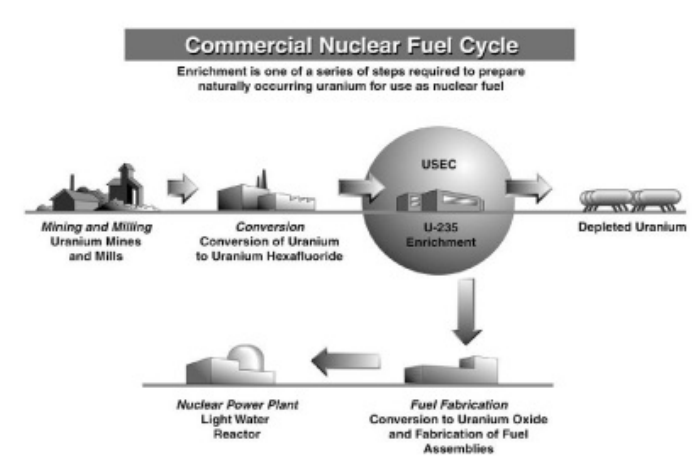 Commercial Nuclear Fuel Cycle
Enrichment is one of a series of steps required to prepare
naturally occurring uranium for use as nuclear fuel
USEC
U-235
Enrichment
Mining and Milling
Uranium Mines
and Mills
Conversion
Conversion of Uranium
to Uranium Hexafluoride
Depleted Uranium
Nuclear Power Plant
Light Water
Reactor
Fuel Fabrication
Conversion to Uranium Oxide
and Fabrication of Fuel
Assemblies